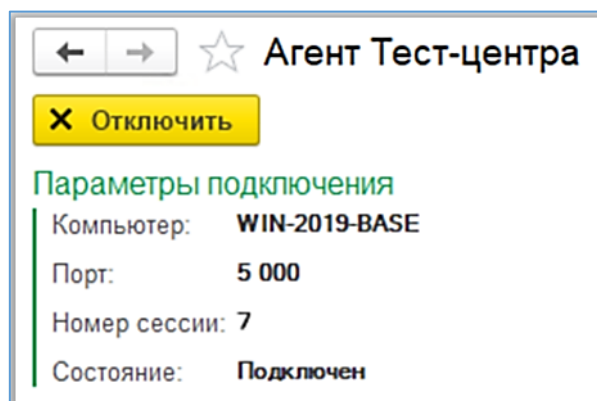 Агент Тест-центра
Отключить
Параметры подключения
Компьютер: WIN-2019-BASE
Порт: 5 000
Номер сессии: 7
Состояние: Подключен